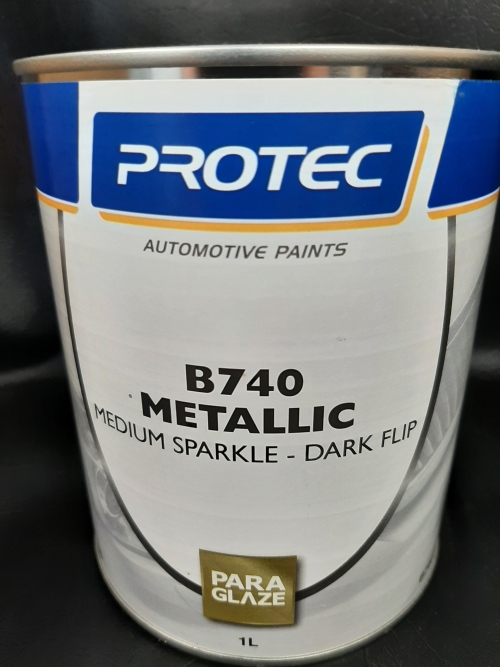 PROTEC
AUTOMOTIVE PAINTS
B740
METALLIC
MEDIUM SPARKLE - DARK FLIP
PARA
GLAZE
1L